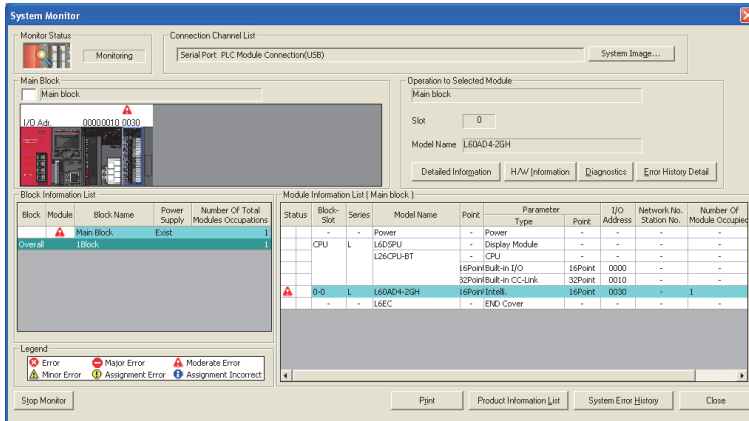 System Monitor
Monitor Status
Monitoring
Connection Channel List
Serial Port PLC Module Connection(USB)
System Image...
Main Block
Main block
I/O Adr. 00000010 0030
Operation to Selected Module
Main block
Slot 0
Model Name L60AD4-2GH
Detailed Information H/W Information Diagnostics Error History Detail
Block Information List
Block Module Block Name Power Supply Number Of Total Modules Occupations
Main Block Exist 1
Overall 1Block 1
Module Information List ( Main block )
Status Block-Slot Series Model Name Point Parameter Type Point I/O Address Network No. Station No. Number Of Module Occupied
- - Power - Power - - - -
CPU L L6DSPU - Display Module - - - -
L26CPU-BT - CPU - - - -
16Point Built-in I/O 16Point 0000 - -
32Point Built-in CC-Link 32Point 0010 - -
0-0 L L60AD4-2GH 16Point Intelli. 16Point 0030 - 1
- - L6EC - END Cover - - - -
Legend
Error Major Error Moderate Error
Minor Error Assignment Error Assignment Incorrect
Stop Monitor Print Product Information List System Error History Close